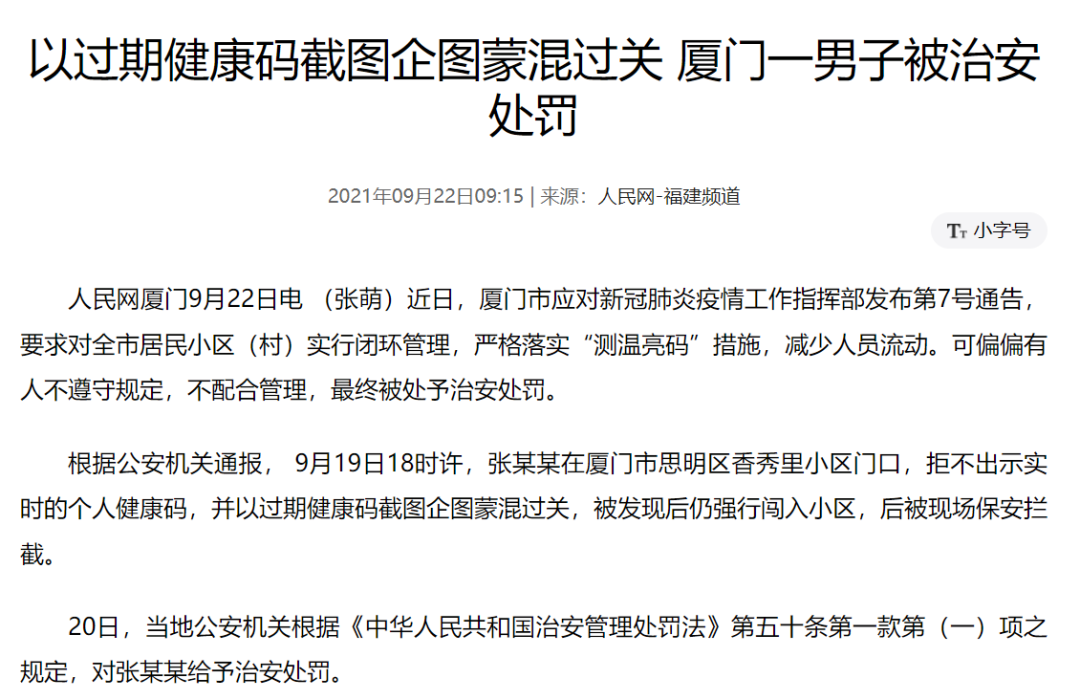 以过期健康码截图企图蒙混过关 厦门一男子被治安
处罚
2021年09月22日09:15 | 来源：人民网-福建频道
TT 小字号
人民网厦门9月22日电 （张萌）近日，厦门市应对新冠肺炎疫情工作指挥部发布第7号通告，
要求对全市居民小区（村）实行闭环管理，严格落实“测温亮码”措施，减少人员流动。可偏偏有
人不遵守规定，不配合管理，最终被处予治安处罚。
根据公安机关通报， 9月19日18时许，张某某在厦门市思明区香秀里小区门口，拒不出示实
时的个人健康码，并以过期健康码截图企图蒙混过关，被发现后仍强行闯入小区，后被现场保安拦
截。
20日，当地公安机关根据《中华人民共和国治安管理处罚法》第五十条第一款第（一）项之
规定，对张某某给予治安处罚。